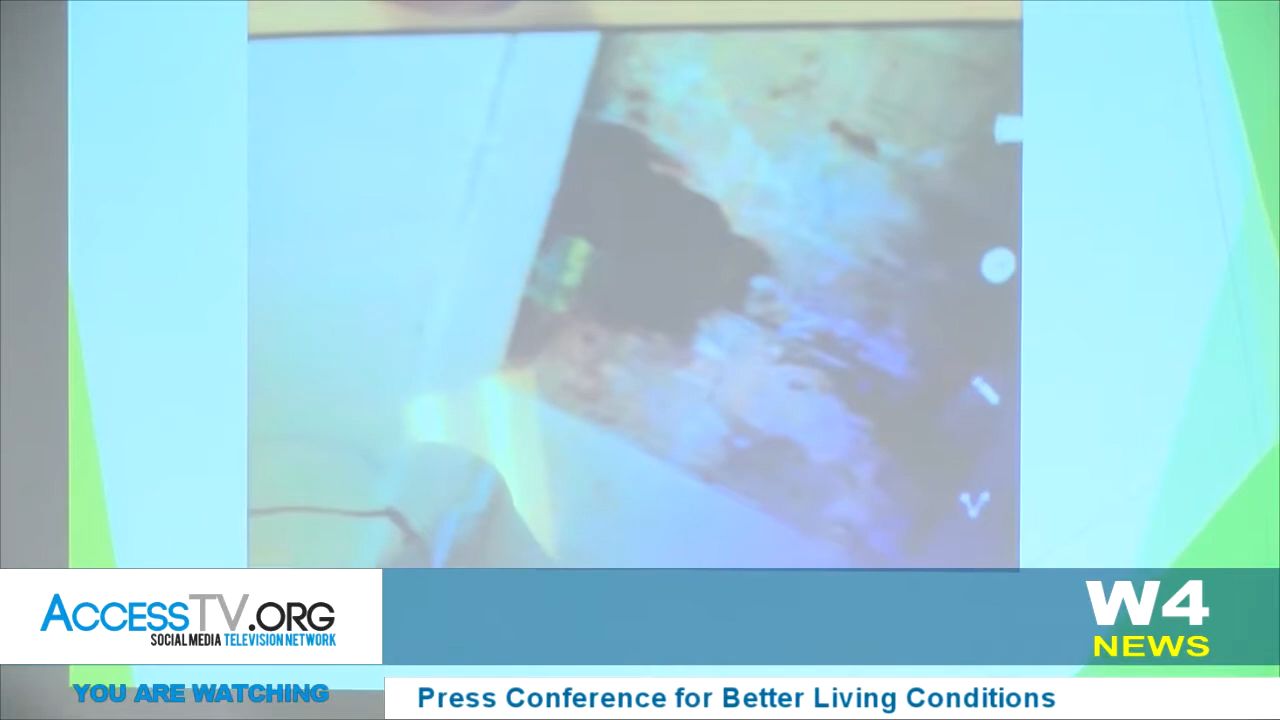 ACCESSTV.ORG
SOCIAL MEDIA TELEVISION NETWORK
W4
NEWS
YOU ARE WATCHING
Press Conference for Better Living Conditions